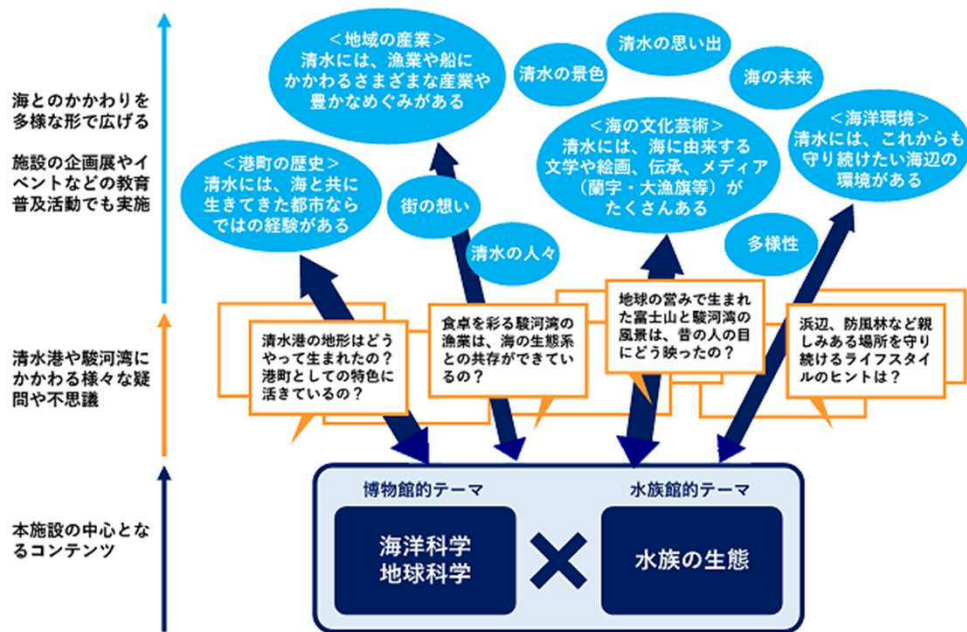 海とのかかわりを
多様な形で広げる
施設の企画展やイ
ベントなどの教育
普及活動でも実施
＜地域の産業＞
清水には、漁業や船に
かかわるさまざまな産業や
豊かなめぐみがある
清水の景色
清水の思い出
海の未来
＜港町の歴史＞
清水には、海と共に
生きてきた都市なら
ではの経験がある
街の想い
清水の人々
＜海の文化芸術＞
清水には、海に由来する
文学や絵画、伝承、メディア
（蘭字・大漁旗等）が
たくさんある
多様性
＜海洋環境＞
清水には、これからも
守り続けたい海辺の
環境がある
清水港や駿河湾に
かかわる様々な疑
問や不思議
清水港の地形はどう
やって生まれたの？
港町としての特色に
活きているの？
食卓を彩る駿河湾の
漁業は、海の生態系
との共存ができてい
るの？
地球の営みで生まれ
た富士山と駿河湾の
風景は、昔の人の目
にどう映ったの？
浜辺、防風林など親
しみある場所を守り
続けるライフスタイ
ルのヒントは？
本施設の中心とな
るコンテンツ
博物館的テーマ
海洋科学
地球科学
×
水族館的テーマ
水族の生態